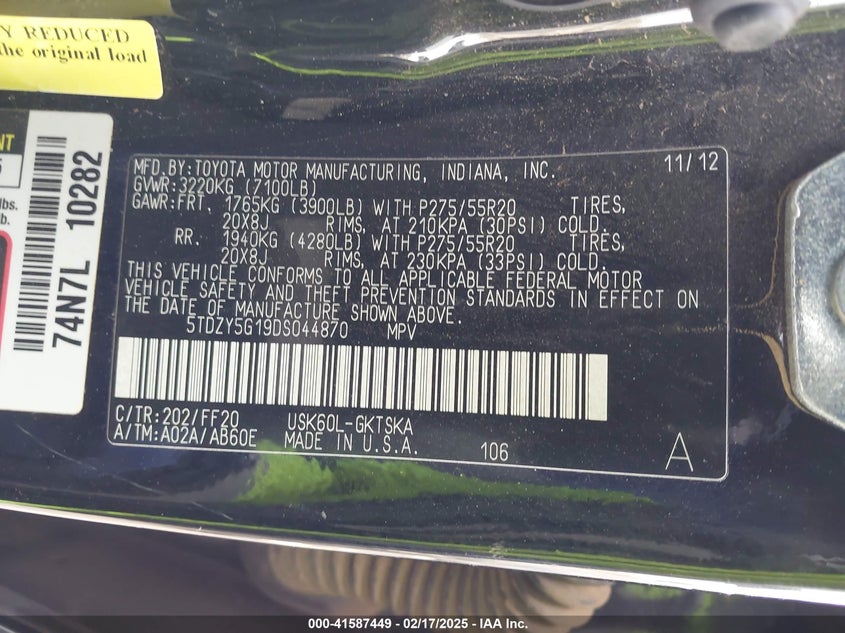 Y REDUCED
the original load
NT
5
lbs.
b.
74N7L 10282
MFD.BY:TOYOTA MOTOR MANUFACTURING, INDIANA, INC. 11/12
GVWR:3220KG (7100LB)
GAWR:FRT. 1765KG (3900LB) WITH P275/55R20 TIRES,
20X8J RIMS, AT 210KPA (30PSI) COLD.
RR. 1940KG (4280LB) WITH P275/55R20 TIRES,
20X8J RIMS, AT 230KPA (33PSI) COLD.
THIS VEHICLE CONFORMS TO ALL APPLICABLE FEDERAL MOTOR
VEHICLE SAFETY AND THEFT PREVENTION STANDARDS IN EFFECT ON
THE DATE OF MANUFACTURE SHOWN ABOVE.
5TDZY5G19DS044870 MPV
C/TR:202/FF20 USK60L-GKTSKA
A/TM:A02A/AB60E MADE IN U.S.A. 106 A
000-41587449 - 02/17/2025 - IAA Inc.